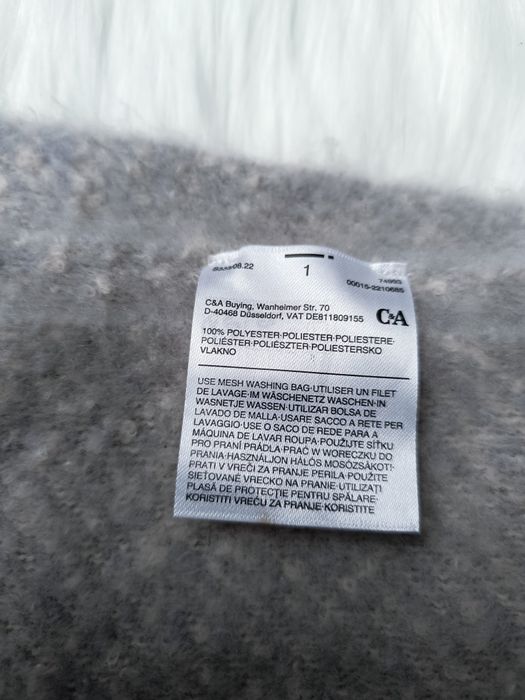 08.22
1
74993
00015-2210685
C&A Buying, Wanheimer Str. 70
D-40468 Düsseldorf, VAT DE811809155
C&A
100% POLYESTER·POLIESTER·POLIESTERE·
POLIÉSTER·POLIÉSZTER·POLIESTERSKO
VLAKNO
USE MESH WASHING BAG·UTILISER UN FILET
DE LAVAGE·IM WÄSCHENETZ WASCHEN·IN
WASNETJE WASSEN·UTILIZAR BOLSA DE
LAVADO DE MALLA·USARE SACCO A RETE PER
LAVAGGIO·USE O SACO DE REDE PARA A
MÁQUINA DE LAVAR ROUPA·POUŽIJTE SÍŤKU
PRO PRANÍ PRÁDLA·PRAĆ W WORECZKU DO
PRANIA·HASZNÁLJON HÁLÓS MOSÓZSÁKOT!·
PRATI V VREČI ZA PRANJE PERILA·POUŽITE
SIEŤOVANÉ VRECKO NA PRANIE·UTILIZAȚI
PLASĂ DE PROTECȚIE PENTRU SPĂLARE·
KORISTITI VREĆU ZA PRANJE·KORISTITE